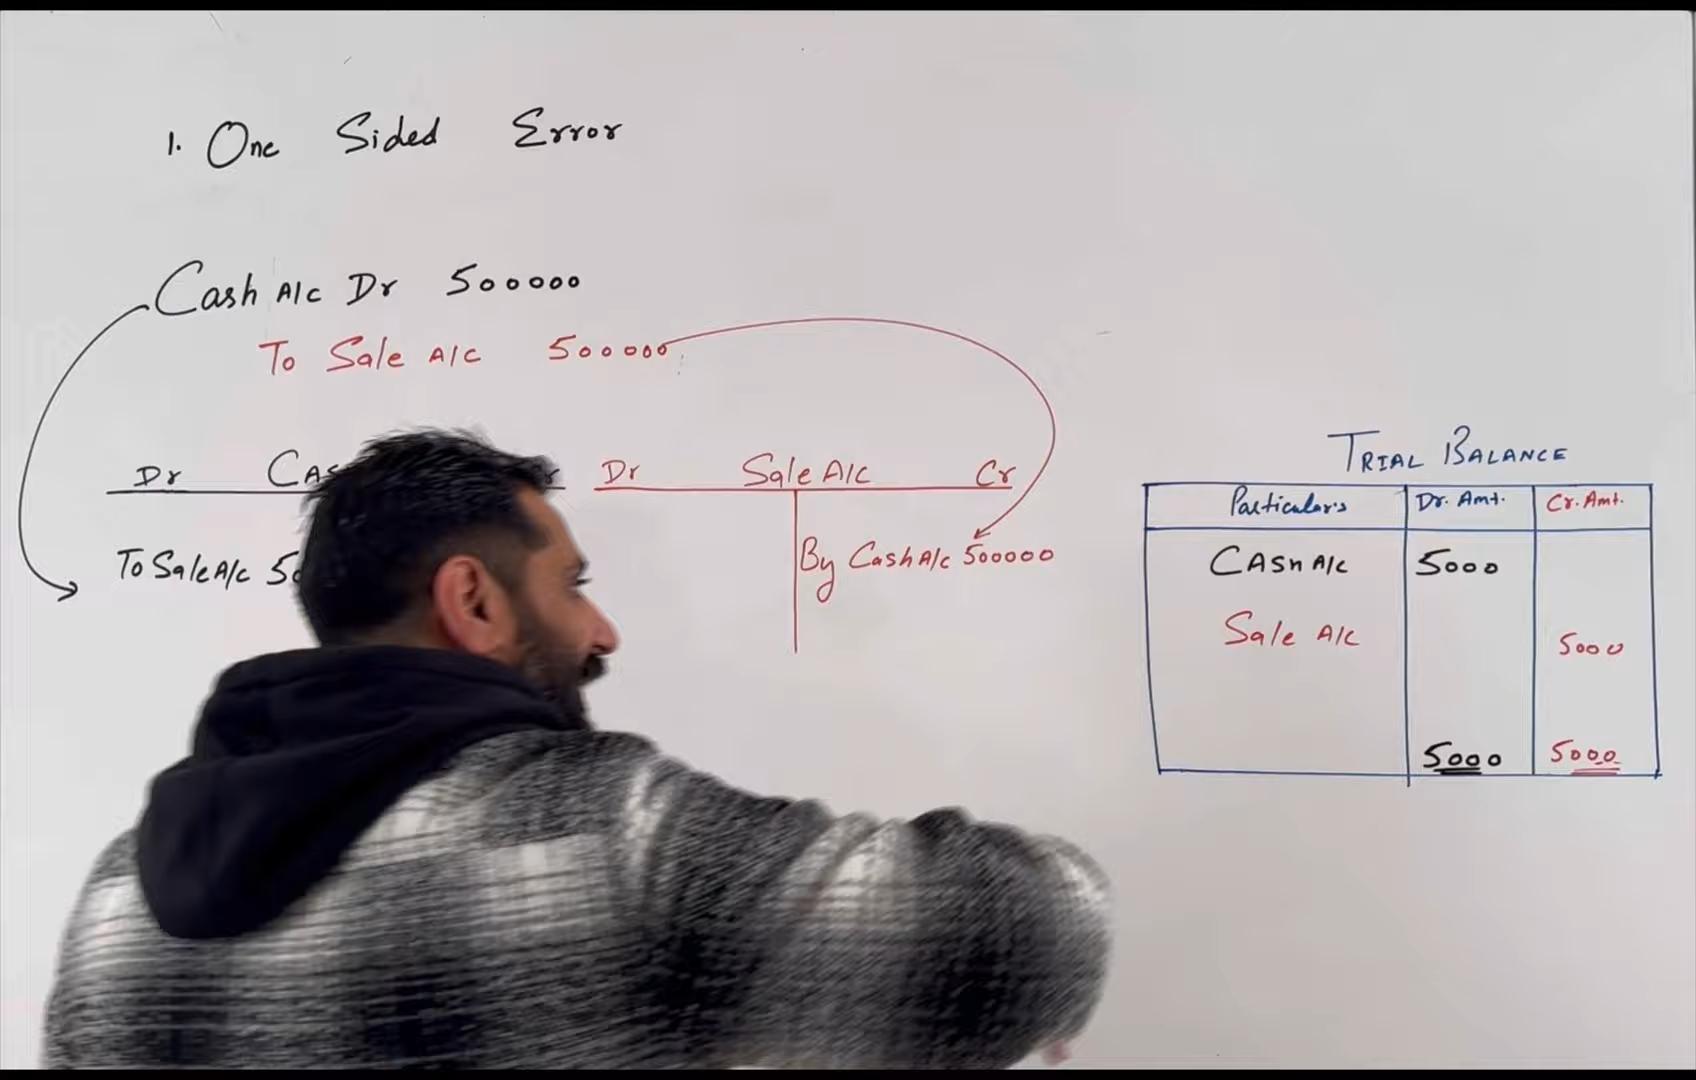 1. One Sided Error
Cash A/c Dr 500000
To Sale A/c 500000
Dr
Dr Sale A/c Cr
To Sale A/c
By Cash A/c 500000
TRIAL BALANCE
Particulars Dr. Amt. Cr. Amt.
CASH A/c 5000
Sale A/c 5000
5000 5000